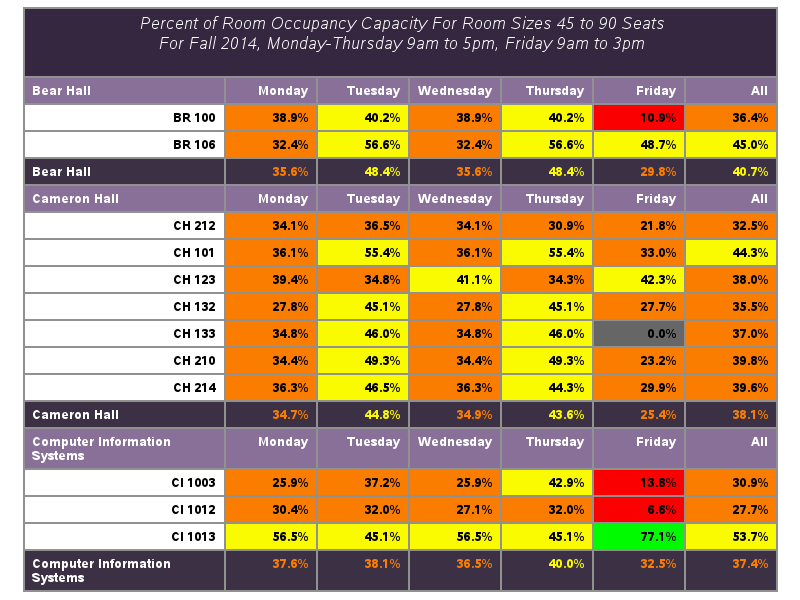 Percent of Room Occupancy Capacity For Room Sizes 45 to 90 Seats
For Fall 2014, Monday-Thursday 9am to 5pm, Friday 9am to 3pm
Bear Hall Monday Tuesday Wednesday Thursday Friday All
BR 100 38.9% 40.2% 38.9% 40.2% 10.9% 36.4%
BR 106 32.4% 56.6% 32.4% 56.6% 48.7% 45.0%
Bear Hall 35.6% 48.4% 35.6% 48.4% 29.8% 40.7%
Cameron Hall Monday Tuesday Wednesday Thursday Friday All
CH 212 34.1% 36.5% 34.1% 30.9% 21.8% 32.5%
CH 101 36.1% 55.4% 36.1% 55.4% 33.0% 44.3%
CH 123 39.4% 34.8% 41.1% 34.3% 42.3% 38.0%
CH 132 27.8% 45.1% 27.8% 45.1% 27.7% 35.5%
CH 133 34.8% 46.0% 34.8% 46.0% 0.0% 37.0%
CH 210 34.4% 49.3% 34.4% 49.3% 23.2% 39.8%
CH 214 36.3% 46.5% 36.3% 44.3% 29.9% 39.6%
Cameron Hall 34.7% 44.8% 34.9% 43.6% 25.4% 38.1%
Computer Information Monday Tuesday Wednesday Thursday Friday All
Systems
CI 1003 25.9% 37.2% 25.9% 42.9% 13.8% 30.9%
CI 1012 30.4% 32.0% 27.1% 32.0% 6.6% 27.7%
CI 1013 56.5% 45.1% 56.5% 45.1% 77.1% 53.7%
Computer Information 37.6% 38.1% 36.5% 40.0% 32.5% 37.4%
Systems